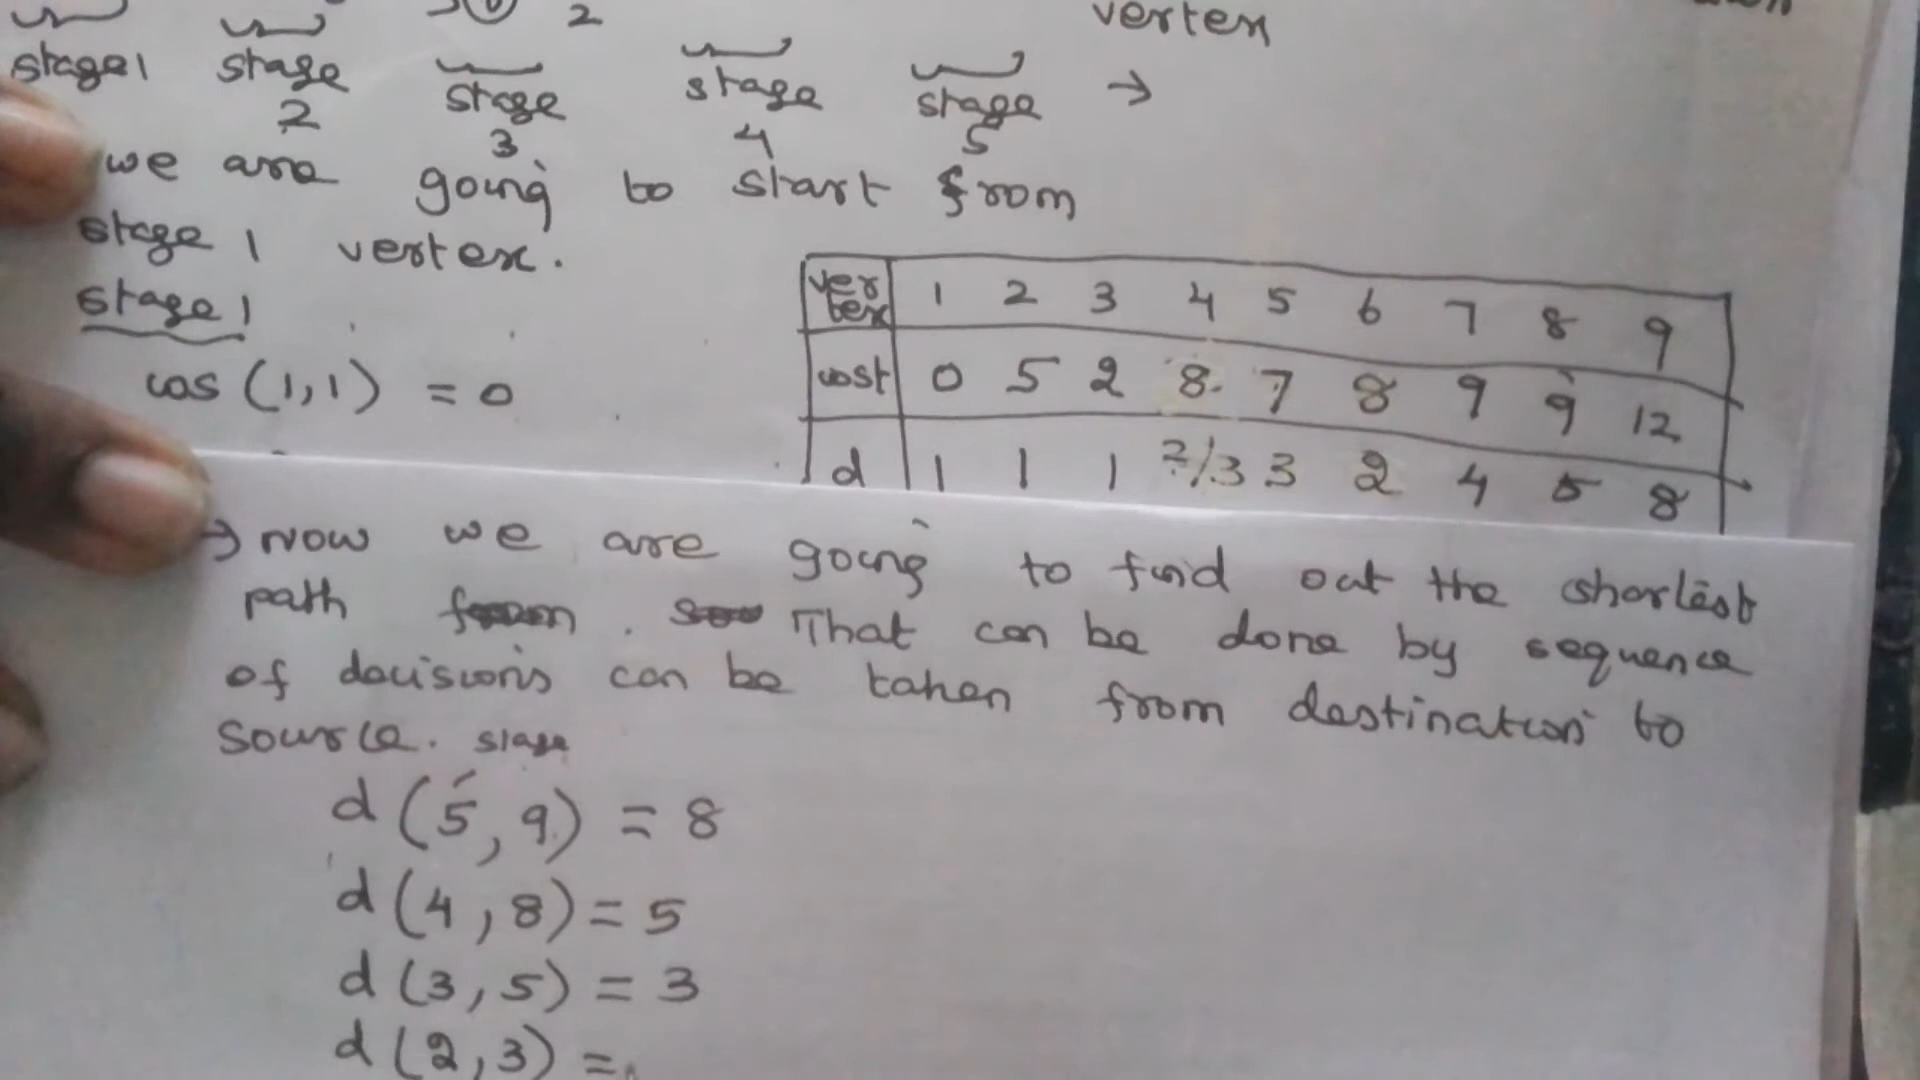 vertex
stage1 stage 2 stage 3 stage 4 stage 5 →
we are going to start from
stage 1 vertex.
stage 1
cos (1,1) = 0
vertex 1 2 3 4 5 6 7 8 9
cost 0 5 2 8 7 8 9 9 12
d 1 1 1 2/3 3 2 4 5 8
→ Now we are going to find out the shortest
path . That can be done by sequence
of decisions can be taken from destination to
source. stage
d (5,9) = 8
d (4,8) = 5
d (3,5) = 3
d (2,3) =